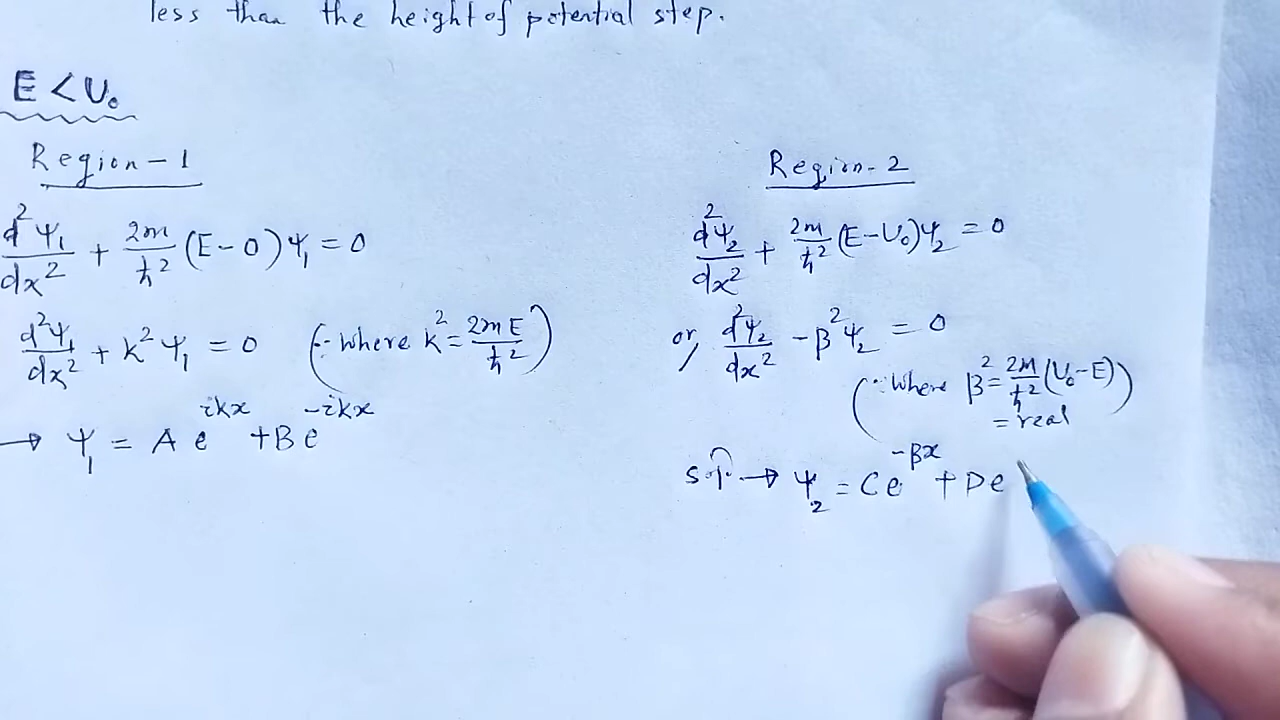 less than the height of potential step.
E < U₀
Region - 1
d²ψ₁/dx² + 2m/ħ² (E - 0) ψ₁ = 0
d²ψ₁/dx² + k² ψ₁ = 0 (∵ where k² = 2mE/ħ²)
→ ψ₁ = A e^{ikx} + B e^{-ikx}
Region - 2
d²ψ₂/dx² + 2m/ħ² (E - U₀) ψ₂ = 0
or, d²ψ₂/dx² - β² ψ₂ = 0
(∵ where β² = 2m/ħ² (U₀ - E)
= real)
→ ψ₂ = C e^{-βx} + D e